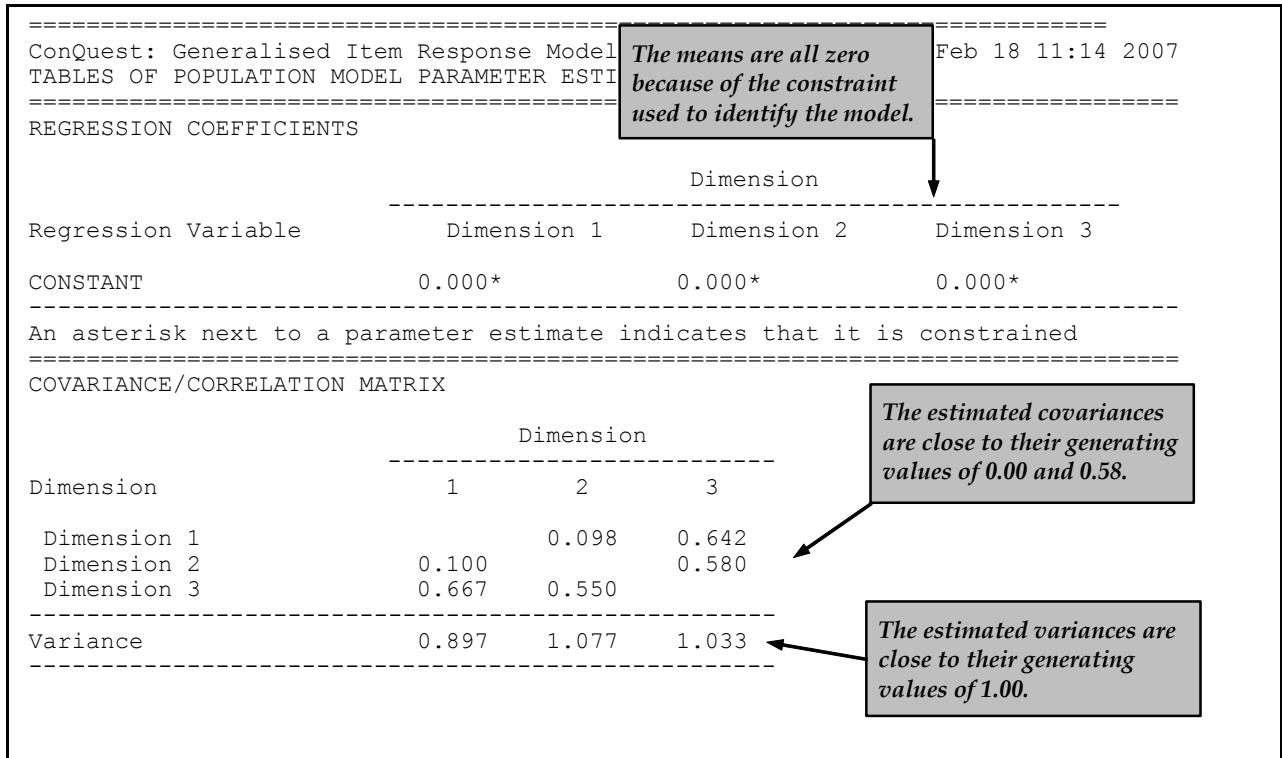 ================================================================================
ConQuest: Generalised Item Response Model Feb 18 11:14 2007
TABLES OF POPULATION MODEL PARAMETER ESTI
================================================================================
REGRESSION COEFFICIENTS
The means are all zero
because of the constraint
used to identify the model.
Dimension
---------------------------------------------------
Regression Variable Dimension 1 Dimension 2 Dimension 3
CONSTANT 0.000* 0.000* 0.000*
--------------------------------------------------------------------------------
An asterisk next to a parameter estimate indicates that it is constrained
================================================================================
COVARIANCE/CORRELATION MATRIX
Dimension
---------------------------
Dimension 1 2 3
Dimension 1 0.098 0.642
Dimension 2 0.100 0.580
Dimension 3 0.667 0.550
----------------------------------------------------
Variance 0.897 1.077 1.033
----------------------------------------------------
The estimated covariances
are close to their generating
values of 0.00 and 0.58.
The estimated variances are
close to their generating
values of 1.00.